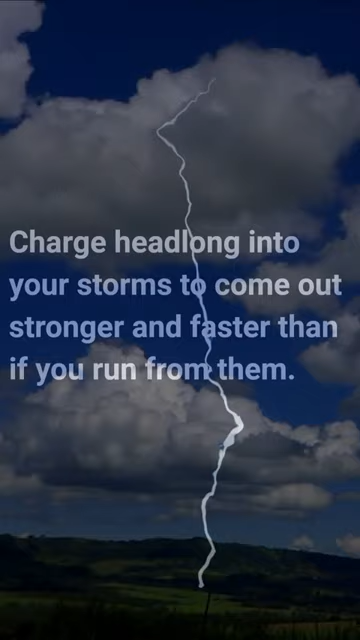 Charge headlong into
your storms to come out
stronger and faster than
if you run from them.